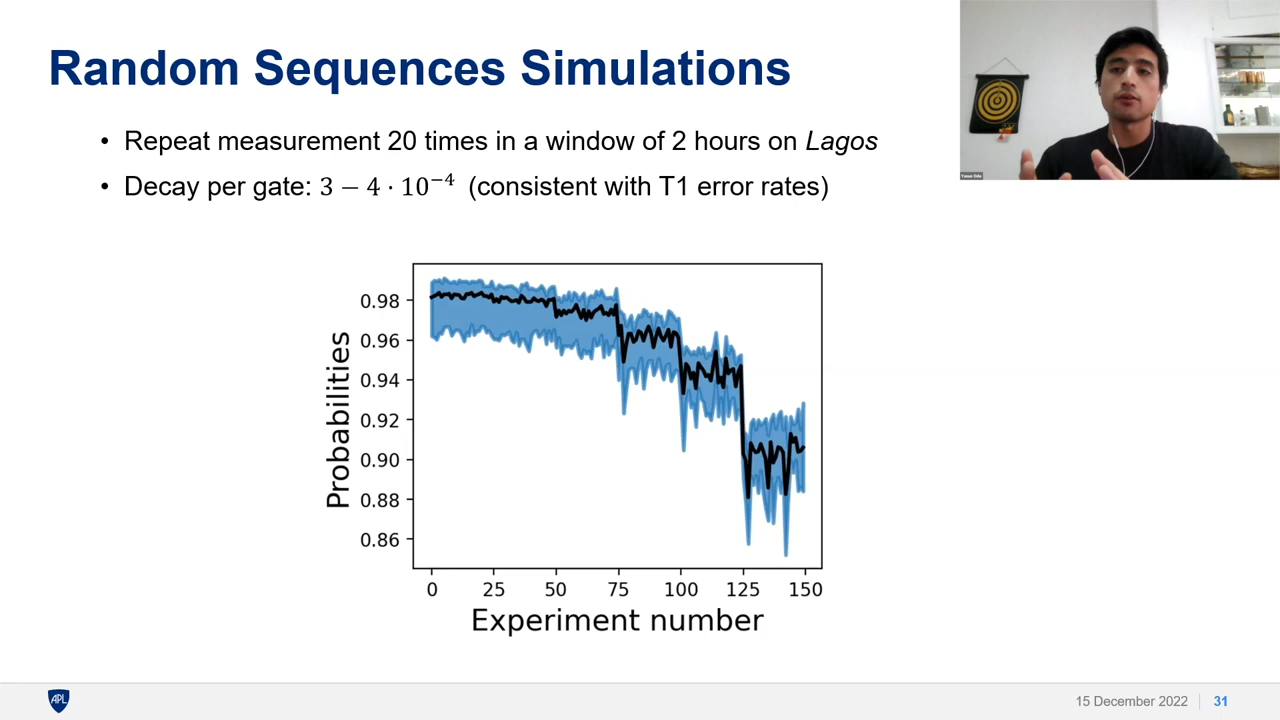 Random Sequences Simulations
• Repeat measurement 20 times in a window of 2 hours on Lagos
• Decay per gate: 3 − 4 ⋅ 10⁻⁴ (consistent with T1 error rates)
0.98
0.96
0.94
0.92
0.90
0.88
0.86
Probabilities
0 25 50 75 100 125 150
Experiment number
APL
15 December 2022 31